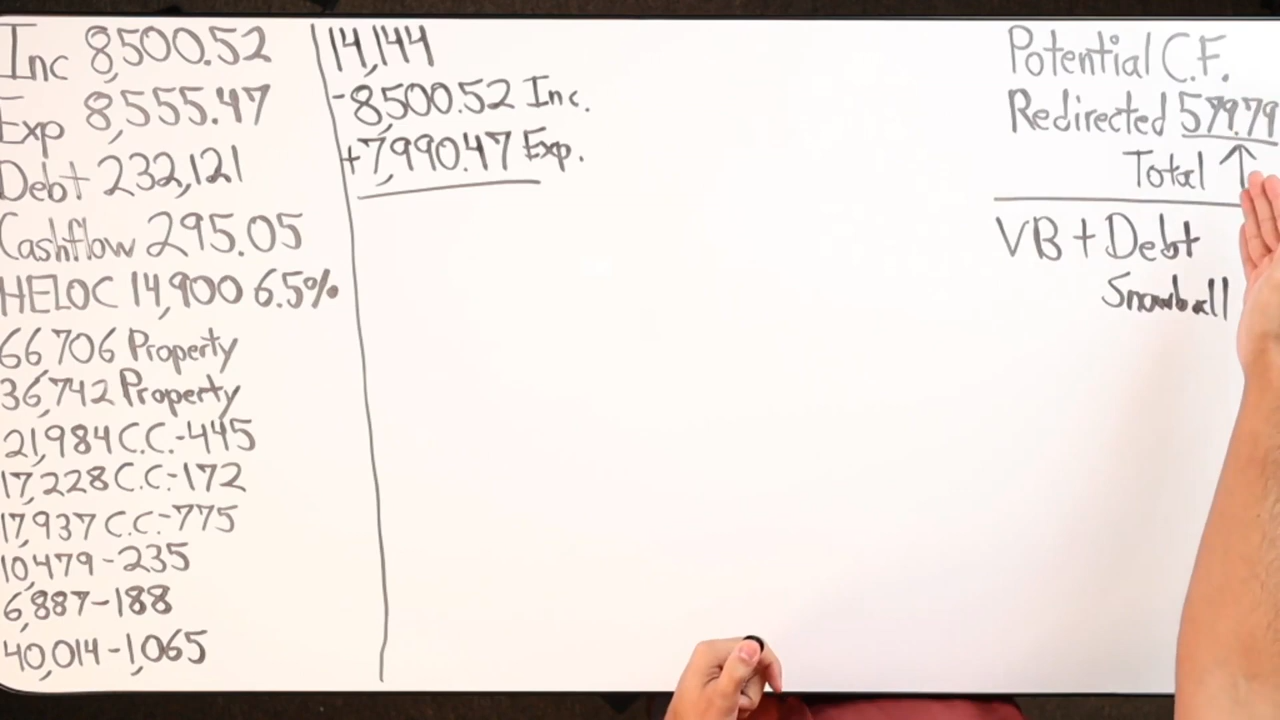 Inc 8,500.52
Exp 8,555.47
Debt 232,121
Cashflow 295.05
HELOC 14,900 6.5%
66,706 Property
36,742 Property
21,984 C.C.-445
17,228 C.C.-172
17,937 C.C.-775
10,479-235
6,887-188
40,014-1,065
14,144
-8,500.52 Inc.
+7,990.47 Exp.
Potential C.F.
Redirected 579.79
Total ↑
VB + Debt
Snowball